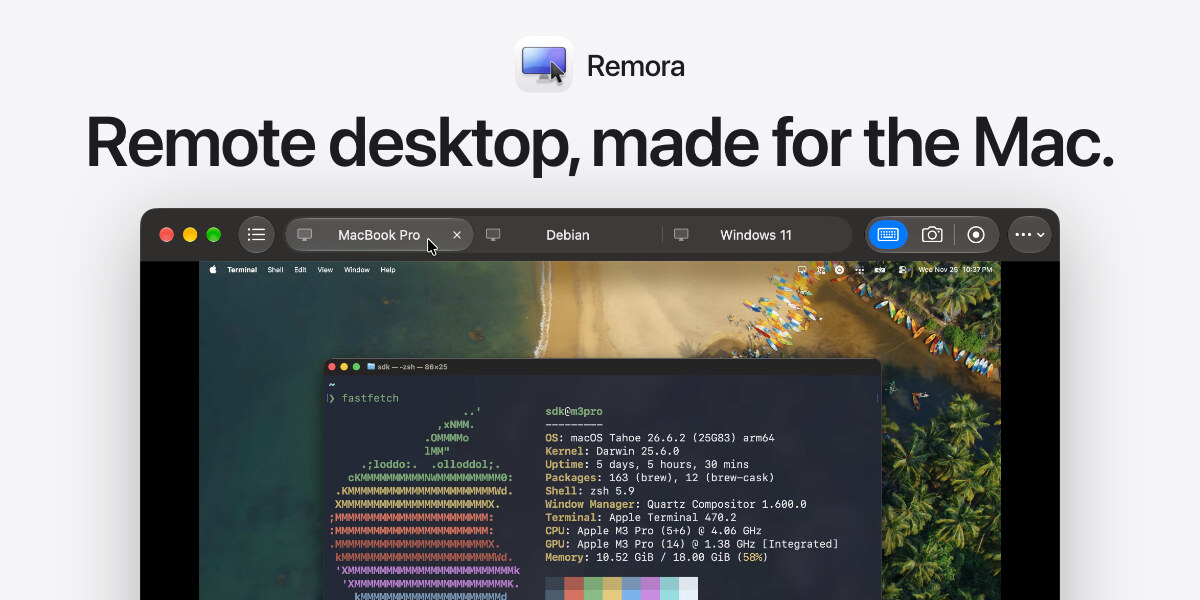 Remora
Remote desktop, made for the Mac.
MacBook Pro
Debian
Windows 11
Terminal Shell Edit View Window Help
Wed Nov 25 10:37 PM
sdk — -zsh — 86×25
~
❯ fastfetch
sdk@m3pro
---------
OS: macOS Tahoe 26.6.2 (25G83) arm64
Kernel: Darwin 25.6.0
Uptime: 5 days, 5 hours, 30 mins
Packages: 163 (brew), 12 (brew-cask)
Shell: zsh 5.9
Window Manager: Quartz Compositor 1.600.0
Terminal: Apple Terminal 470.2
CPU: Apple M3 Pro (5+6) @ 4.06 GHz
GPU: Apple M3 Pro (14) @ 1.38 GHz [Integrated]
Memory: 10.52 GiB / 18.00 GiB (58%)